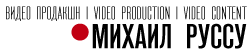 ВИДЕО ПРОДАКШН | VIDEO PRODUCTION | VIDEO CONTENT
МИХАИЛ РУССУ